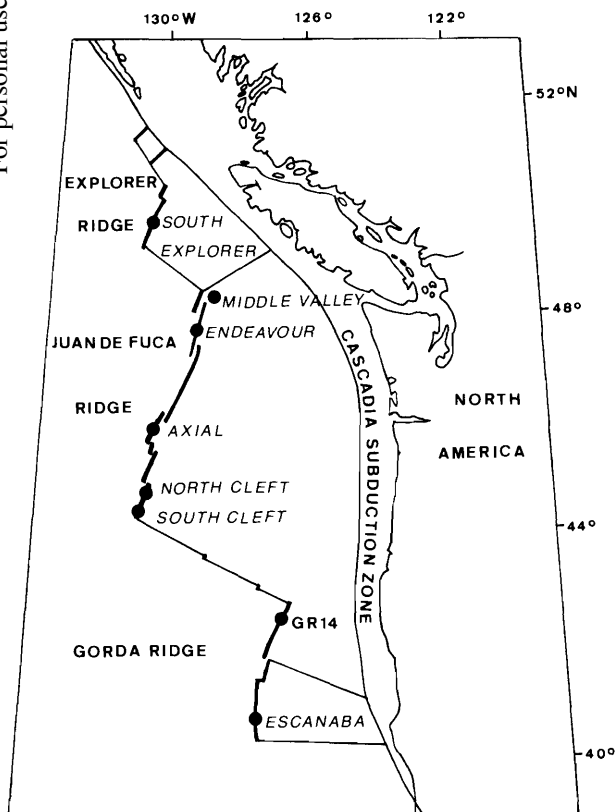 For personal use
130°W
126°
122°
52°N
EXPLORER
RIDGE
SOUTH
EXPLORER
MIDDLE VALLEY
48°
ENDEAVOUR
JUAN DE FUCA
RIDGE
CASCADIA SUBDUCTION ZONE
NORTH
AMERICA
AXIAL
NORTH CLEFT
SOUTH CLEFT
44°
GR14
GORDA RIDGE
ESCANABA
40°